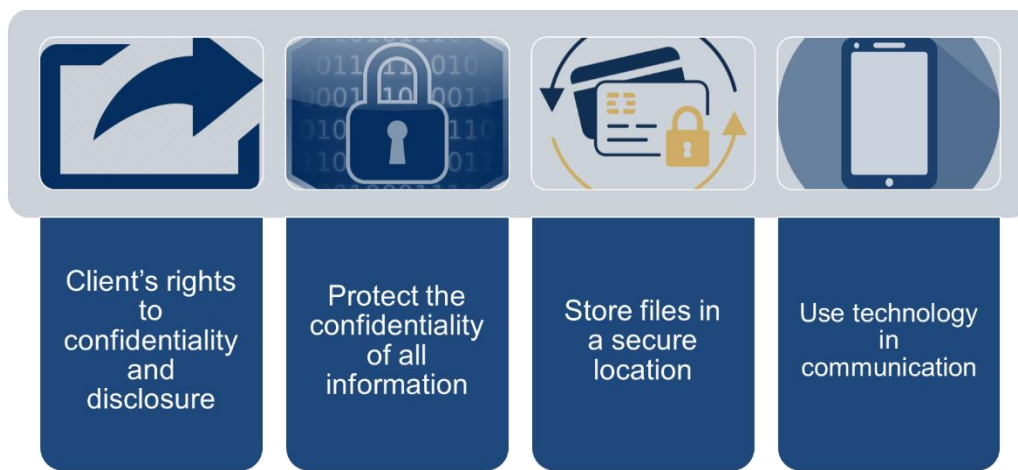 Client’s rights
to
confidentiality
and
disclosure
Protect the
confidentiality
of all
information
Store files in
a secure
location
Use technology
in
communication